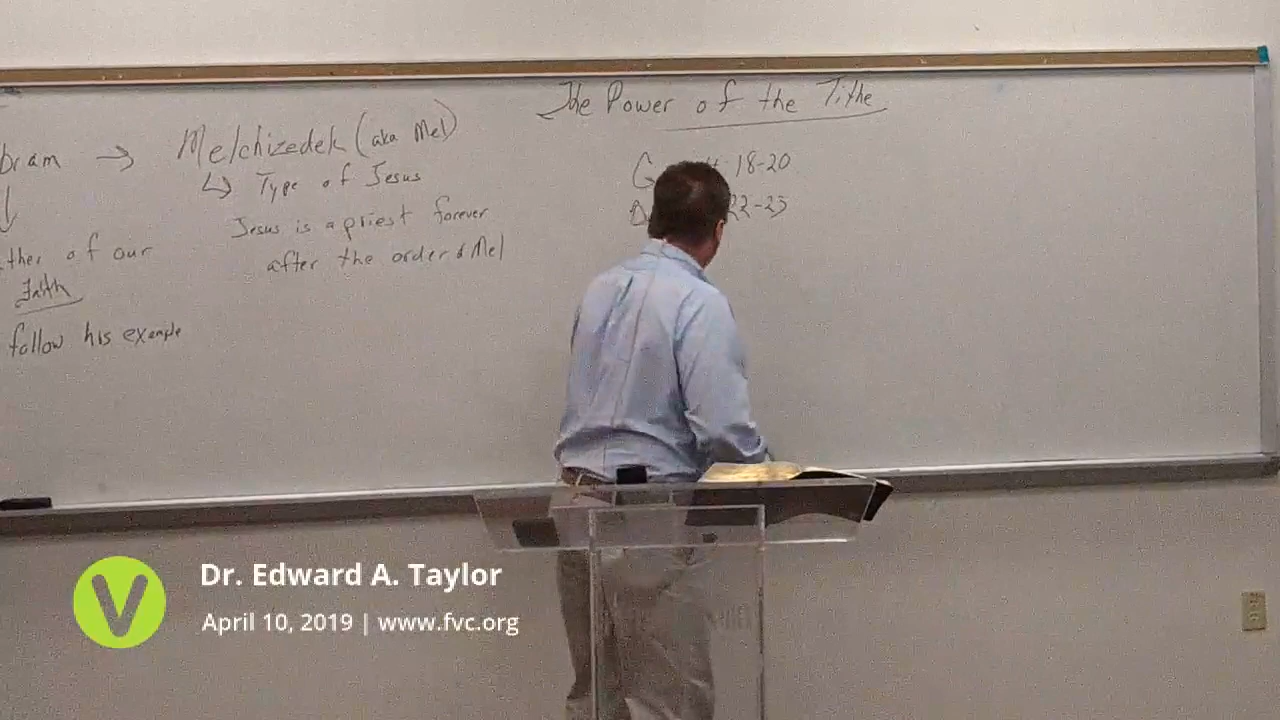 bram → Melchizedek (aka Mel)
↳ Type of Jesus
Jesus is a priest forever
after the order of Mel
ther of our
Faith
follow his example
The Power of the Tithe
G 18-20
22-23
V
Dr. Edward A. Taylor
April 10, 2019 | www.fvc.org